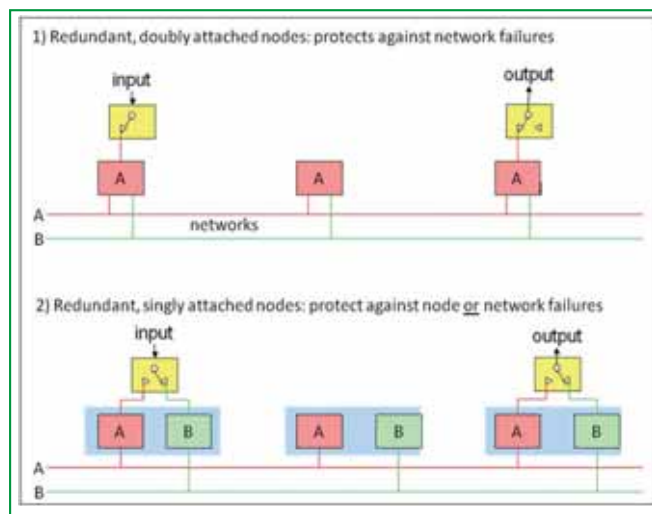 1) Redundant, doubly attached nodes: protects against network failures
input
output
A
A
A
A
networks
B
2) Redundant, singly attached nodes: protect against node or network failures
input
output
A
B
A
B
A
B
A
B